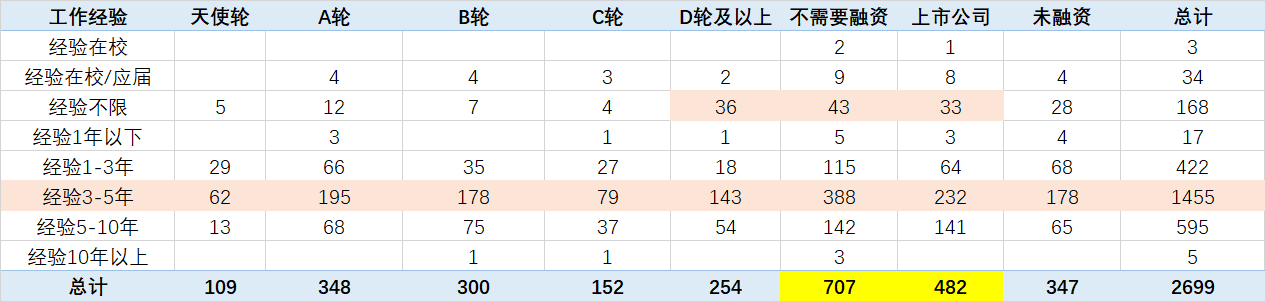 工作经验 天使轮 A轮 B轮 C轮 D轮及以上 不需要融资 上市公司 未融资 总计
经验在校 2 1 3
经验在校/应届 4 4 3 2 9 8 4 34
经验不限 5 12 7 4 36 43 33 28 168
经验1年以下 3 1 1 5 3 4 17
经验1-3年 29 66 35 27 18 115 64 68 422
经验3-5年 62 195 178 79 143 388 232 178 1455
经验5-10年 13 68 75 37 54 142 141 65 595
经验10年以上 1 1 3 5
总计 109 348 300 152 254 707 482 347 2699